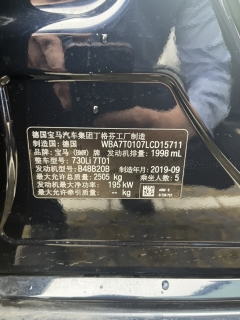 德国宝马汽车集团丁格芬工厂制造
制造国: 德国 WBA7T0107LCD15711
品牌: 宝马 (BMW) 牌 发动机排量: 1998 mL
整车型号: 730Li 7T01
发动机型号: B48B20B 制造年月: 2019-09
最大允许总质量: 2505 kg 乘坐人数: 5
发动机最大净功率: 195 kW
最大允许牵引质量: -- kg